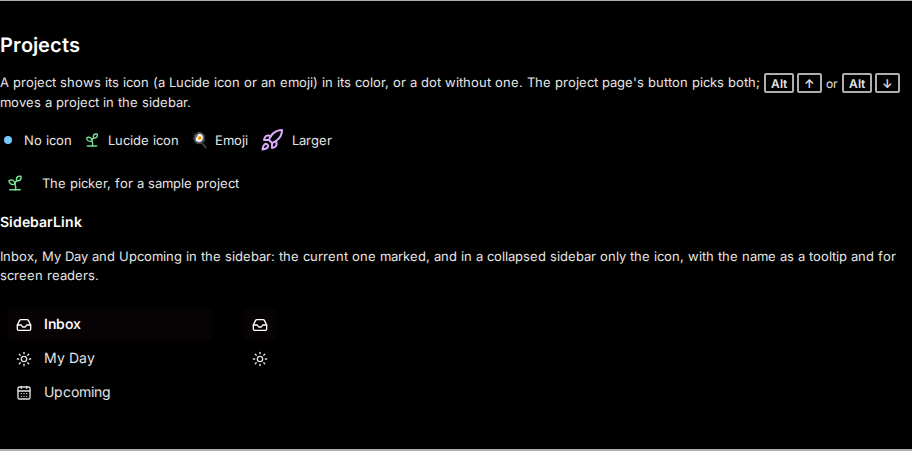 Projects
A project shows its icon (a Lucide icon or an emoji) in its color, or a dot without one. The project page's button picks both; Alt ↑ or Alt ↓
moves a project in the sidebar.
No icon Lucide icon Emoji Larger
The picker, for a sample project
SidebarLink
Inbox, My Day and Upcoming in the sidebar: the current one marked, and in a collapsed sidebar only the icon, with the name as a tooltip and for
screen readers.
Inbox
My Day
Upcoming